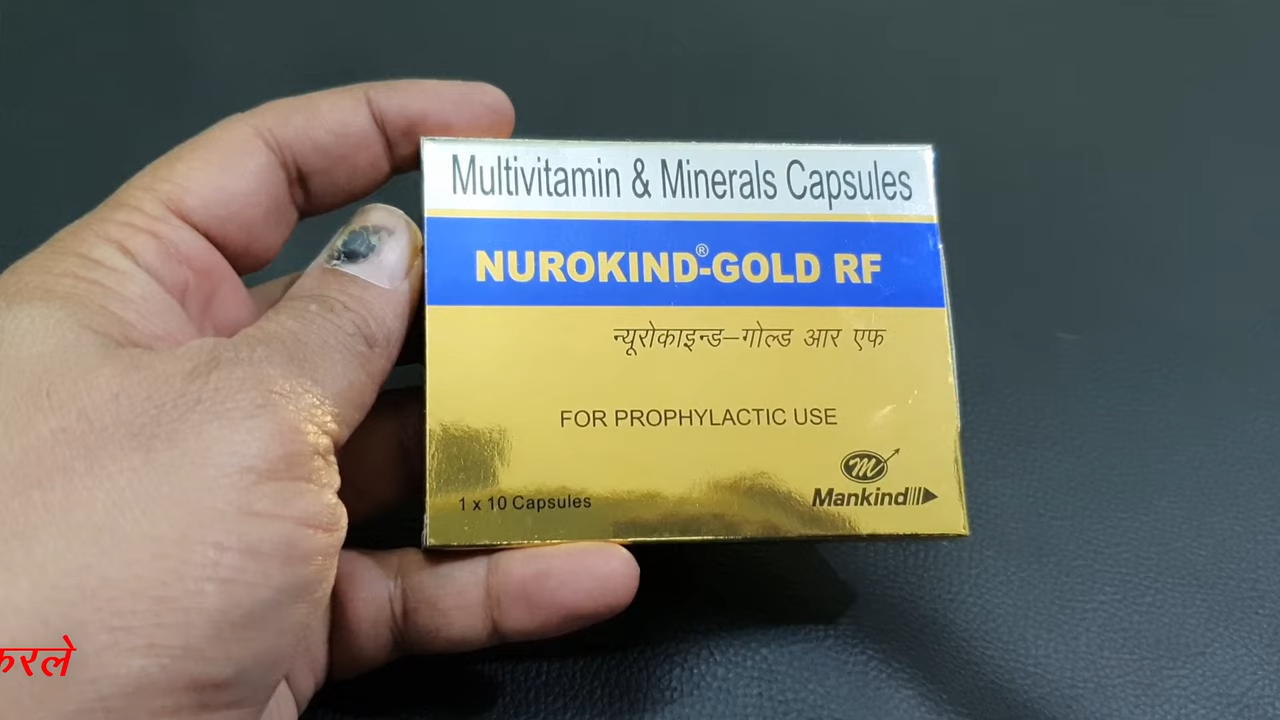 Multivitamin & Minerals Capsules
NUROKIND®-GOLD RF
न्यूरोकाइन्ड–गोल्ड आर एफ
FOR PROPHYLACTIC USE
m
Mankind
1 x 10 Capsules
करले